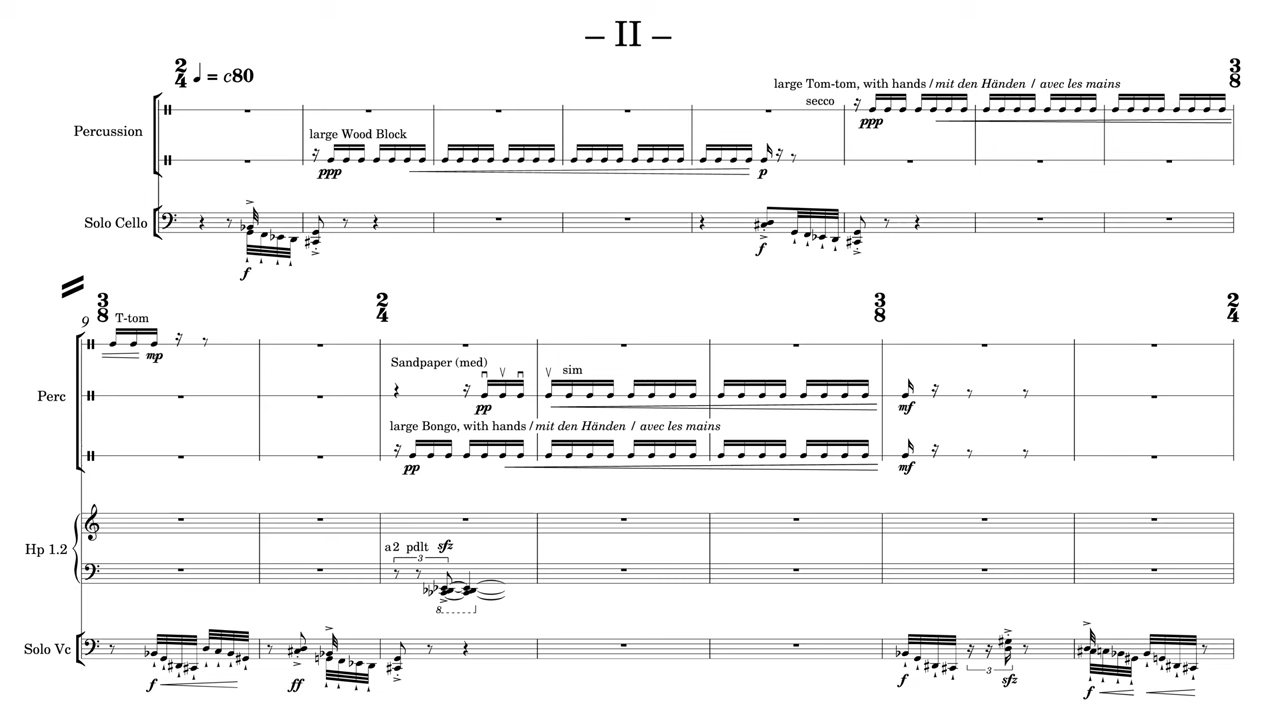 – II –
2/4 ♩ = c80
3/8
large Tom-tom, with hands / mit den Händen / avec les mains
secco
Percussion
ppp
large Wood Block
ppp
p
Solo Cello
f
f
3/8
2/4
3/8
2/4
9
T-tom
mp
Sandpaper (med)
sim
Perc
pp
mf
large Bongo, with hands / mit den Händen / avec les mains
pp
mf
Hp 1.2
a2 pdlt sfz
3
8
Solo Vc
f
ff
f
3
sfz
f